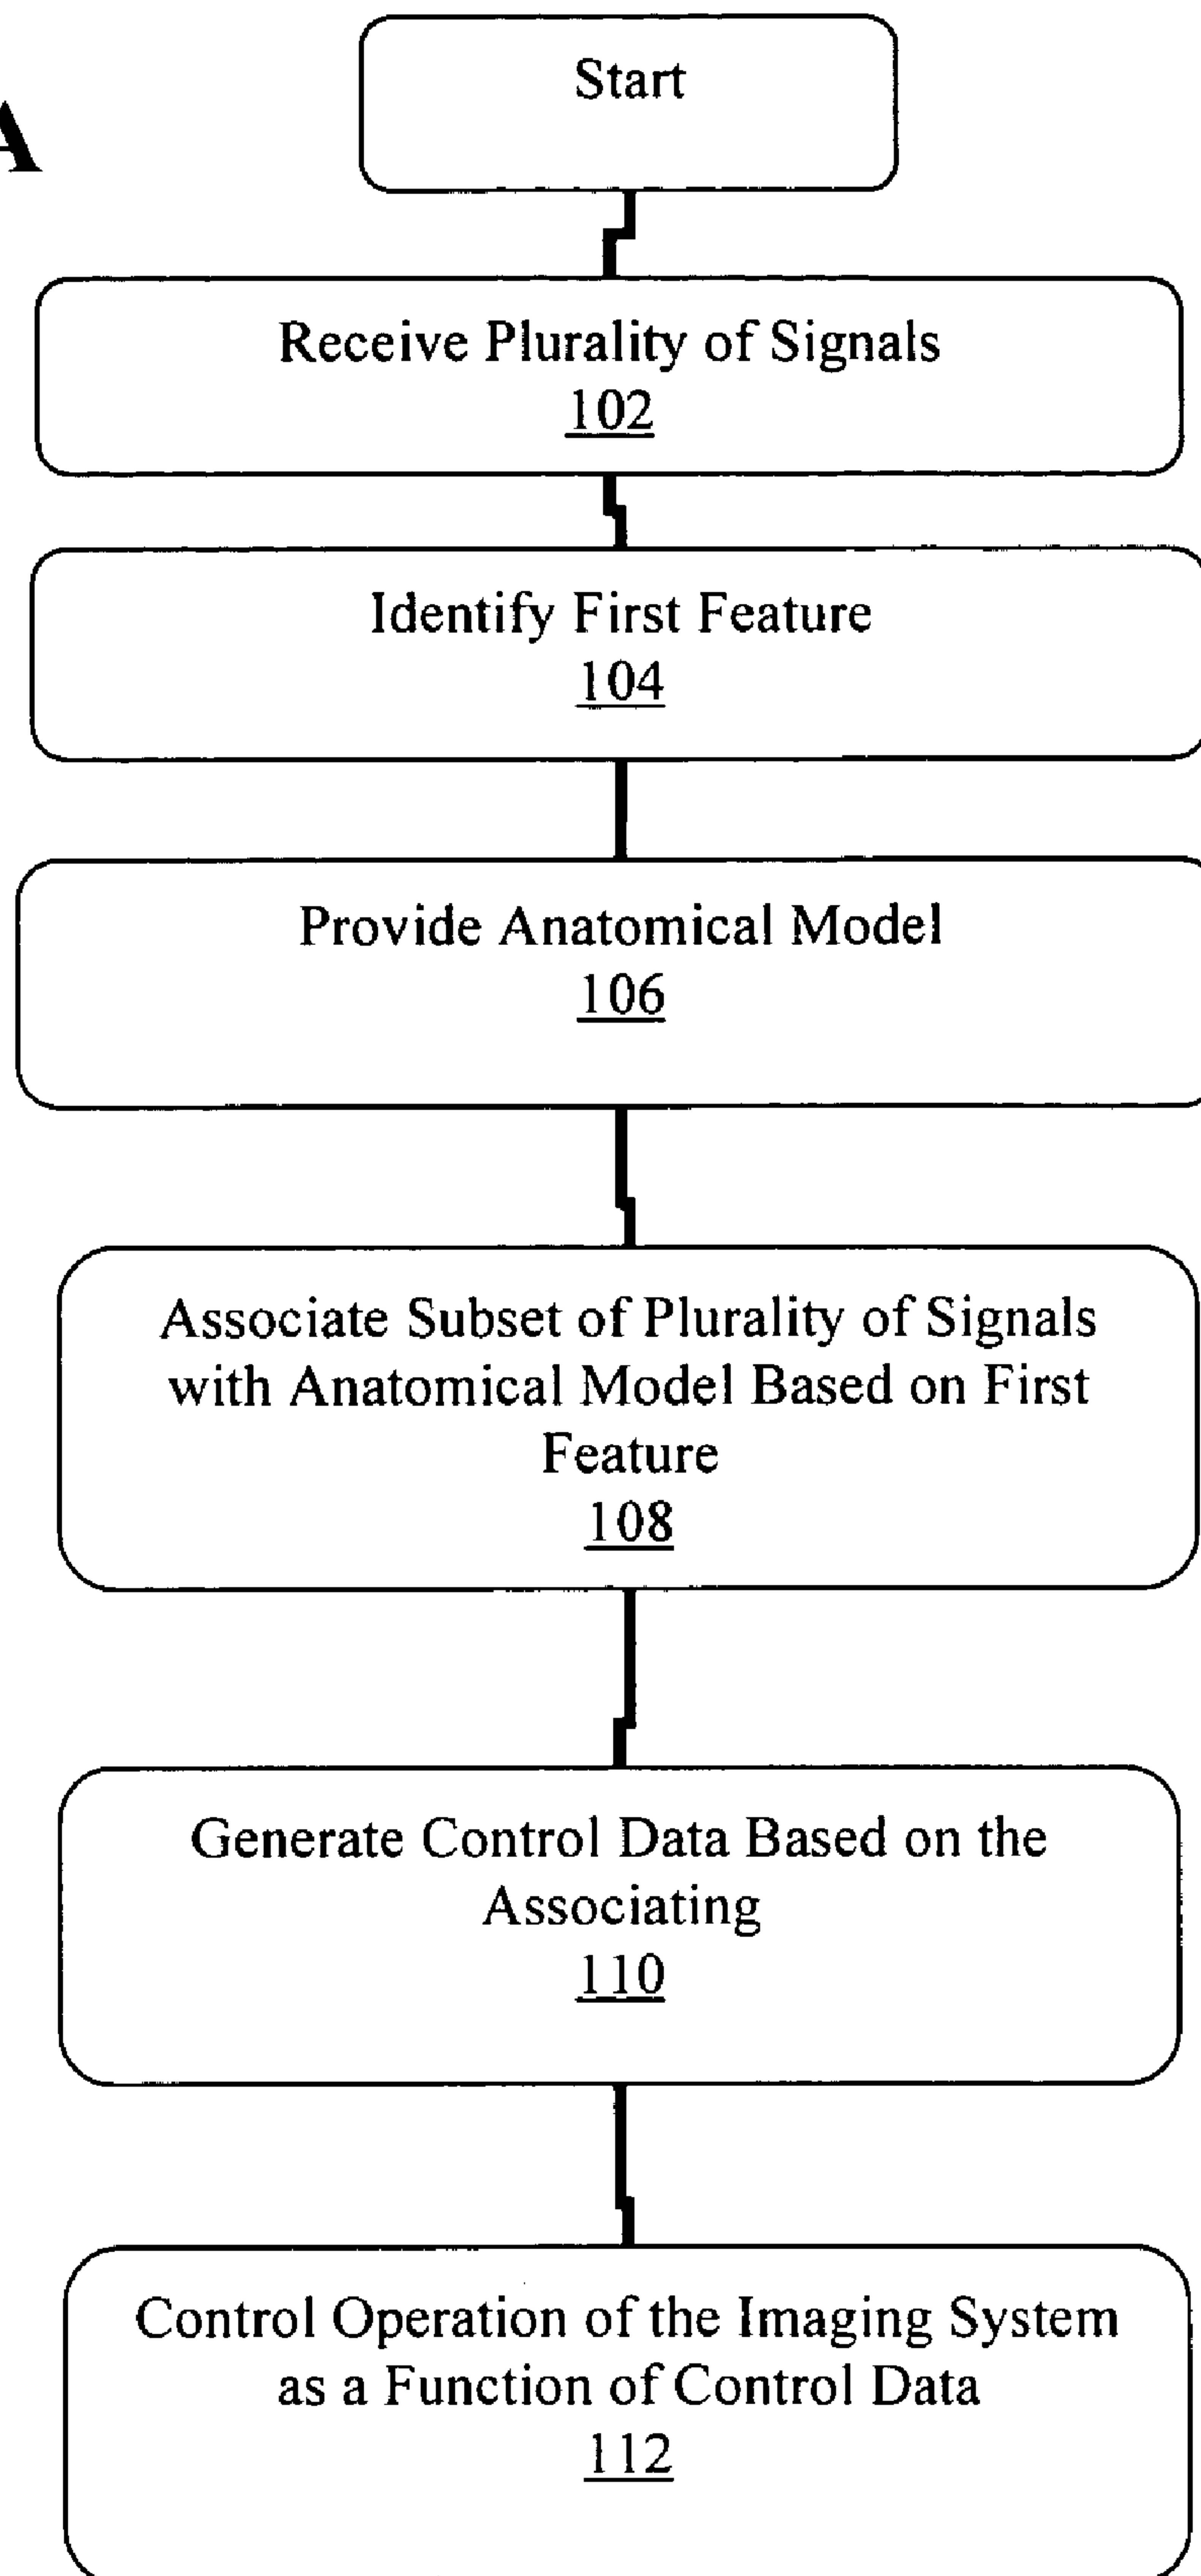 A
Start
Receive Plurality of Signals
102
Identify First Feature
104
Provide Anatomical Model
106
Associate Subset of Plurality of Signals
with Anatomical Model Based on First
Feature
108
Generate Control Data Based on the
Associating
110
Control Operation of the Imaging System
as a Function of Control Data
112